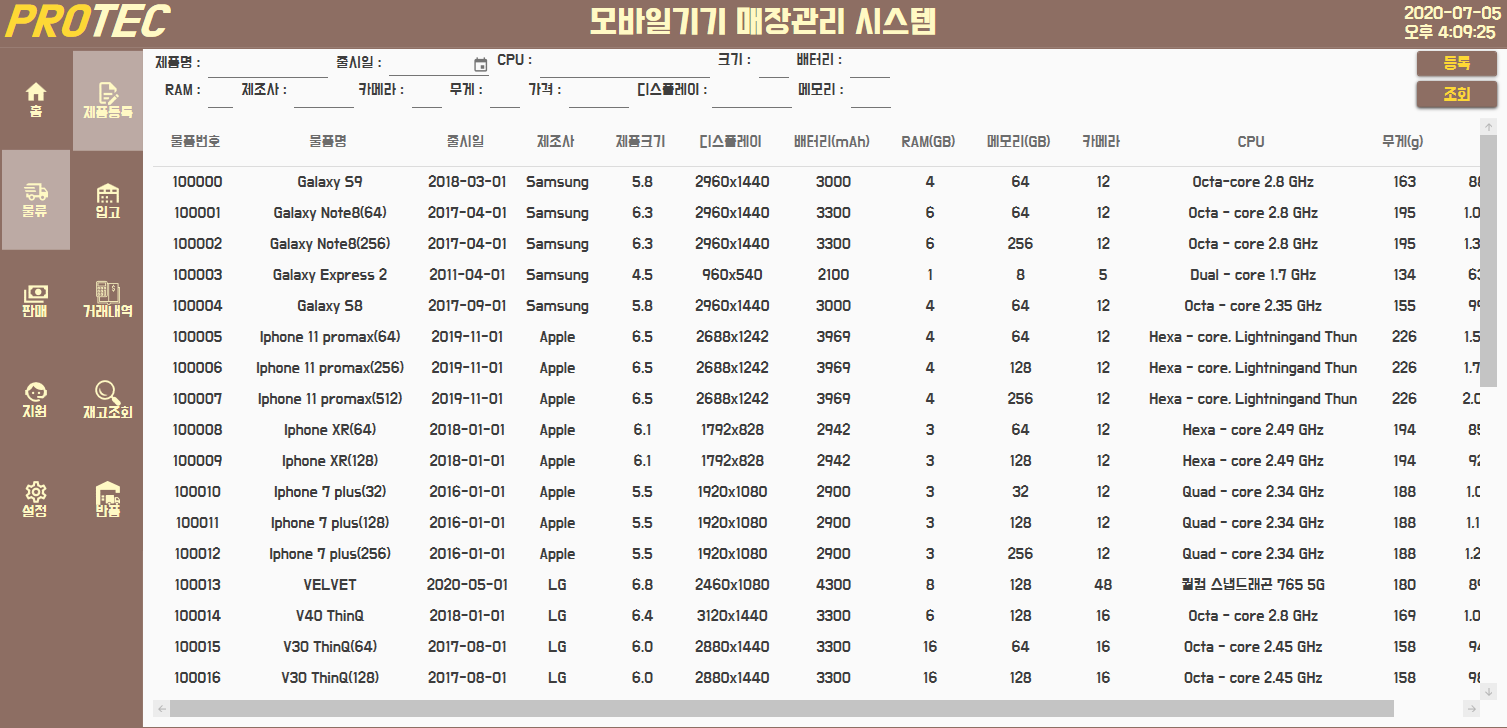 PROTEC 모바일기기 매장관리 시스템 2020-07-05
오후 4:09:25
제품명 : 출시일 : CPU : 크기 : 배터리 : 등록
RAM : 제조사 : 카메라 : 무게 : 가격 : 디스플레이 : 메모리 : 조회
홈 제품등록
물류 입고
판매 거래내역
지원 재고조회
설정 반품
물품번호 물품명 출시일 제조사 제품크기 디스플레이 배터리(mAh) RAM(GB) 메모리(GB) 카메라 CPU 무게(g)
100000 Galaxy S9 2018-03-01 Samsung 5.8 2960x1440 3000 4 64 12 Octa-core 2.8 GHz 163
100001 Galaxy Note8(64) 2017-04-01 Samsung 6.3 2960x1440 3300 6 64 12 Octa - core 2.8 GHz 195 1.0
100002 Galaxy Note8(256) 2017-04-01 Samsung 6.3 2960x1440 3300 6 256 12 Octa - core 2.8 GHz 195 1.3
100003 Galaxy Express 2 2011-04-01 Samsung 4.5 960x540 2100 1 8 5 Dual - core 1.7 GHz 134
100004 Galaxy S8 2017-09-01 Samsung 5.8 2960x1440 3000 4 64 12 Octa - core 2.35 GHz 155
100005 Iphone 11 promax(64) 2019-11-01 Apple 6.5 2688x1242 3969 4 64 12 Hexa - core. Lightningand Thun 226 1.5
100006 Iphone 11 promax(256) 2019-11-01 Apple 6.5 2688x1242 3969 4 128 12 Hexa - core. Lightningand Thun 226 1.7
100007 Iphone 11 promax(512) 2019-11-01 Apple 6.5 2688x1242 3969 4 256 12 Hexa - core. Lightningand Thun 226 2.0
100008 Iphone XR(64) 2018-01-01 Apple 6.1 1792x828 2942 3 64 12 Hexa - core 2.49 GHz 194
100009 Iphone XR(128) 2018-01-01 Apple 6.1 1792x828 2942 3 128 12 Hexa - core 2.49 GHz 194
100010 Iphone 7 plus(32) 2016-01-01 Apple 5.5 1920x1080 2900 3 32 12 Quad - core 2.34 GHz 188 1.0
100011 Iphone 7 plus(128) 2016-01-01 Apple 5.5 1920x1080 2900 3 128 12 Quad - core 2.34 GHz 188 1.1
100012 Iphone 7 plus(256) 2016-01-01 Apple 5.5 1920x1080 2900 3 256 12 Quad - core 2.34 GHz 188 1.2
100013 VELVET 2020-05-01 LG 6.8 2460x1080 4300 8 128 48 퀄컴 스냅드래곤 765 5G 180
100014 V40 ThinQ 2018-01-01 LG 6.4 3120x1440 3300 6 128 16 Octa - core 2.8 GHz 169 1.0
100015 V30 ThinQ(64) 2017-08-01 LG 6.0 2880x1440 3300 16 64 16 Octa - core 2.45 GHz 158
100016 V30 ThinQ(128) 2017-08-01 LG 6.0 2880x1440 3300 16 128 16 Octa - core 2.45 GHz 158